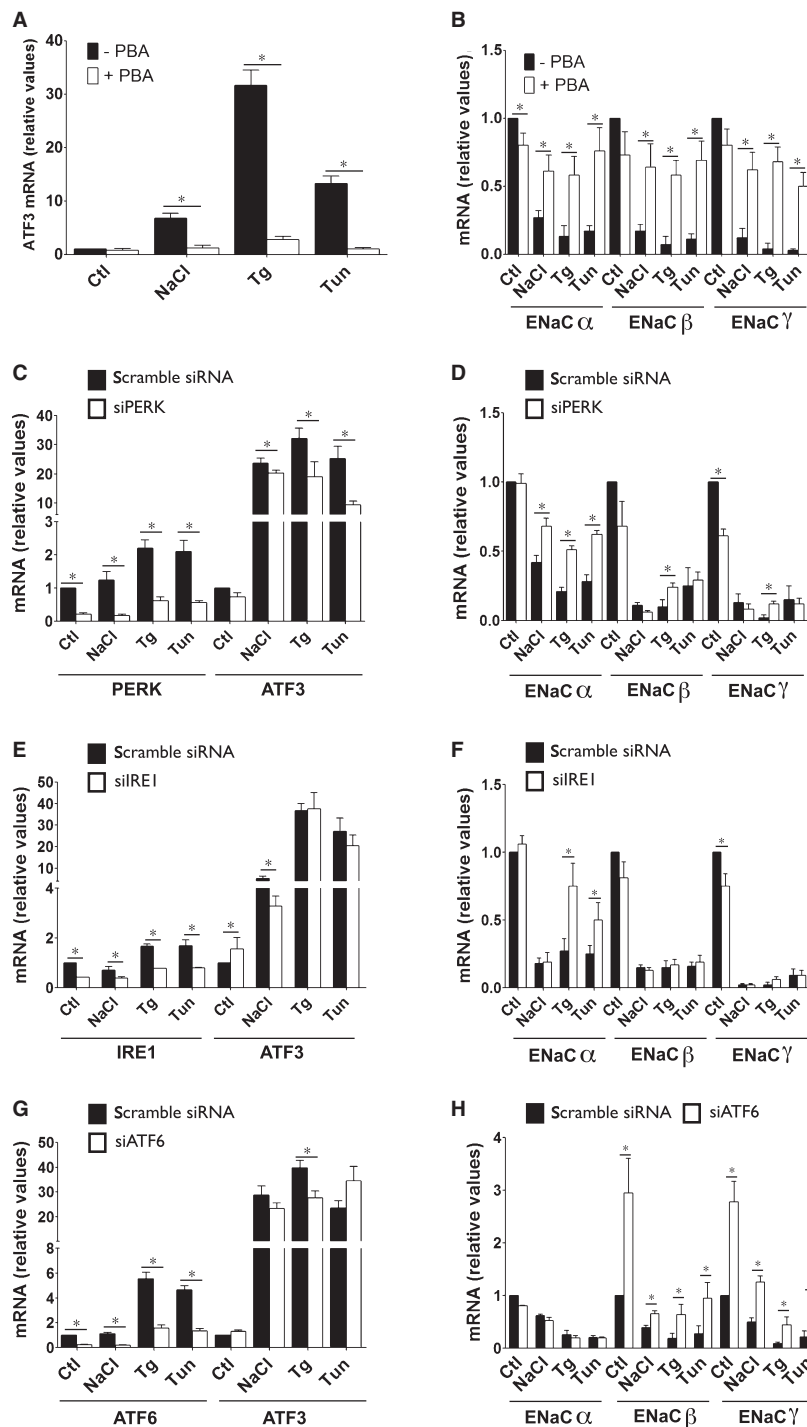 A
ATF3 mRNA (relative values)
40
30
20
10
0
- PBA
+ PBA
*
*
*
Ctl
NaCl
Tg
Tun
B
mRNA (relative values)
1.5
1.0
0.5
0.0
- PBA
+ PBA
* * * * * * * * * *
Ctl NaCl Tg Tun Ctl NaCl Tg Tun Ctl NaCl Tg Tun
ENaC α ENaC β ENaC γ
C
Scramble siRNA
siPERK
mRNA (relative values)
40
30
20
10
3
2
1
0
* * * * * * *
Ctl NaCl Tg Tun Ctl NaCl Tg Tun
PERK ATF3
D
Scramble siRNA
siPERK
mRNA (relative values)
1.5
1.0
0.5
0.0
* * * * * *
Ctl NaCl Tg Tun Ctl NaCl Tg Tun Ctl NaCl Tg Tun
ENaC α ENaC β ENaC γ
E
Scramble siRNA
siIRE1
mRNA (relative values)
50
40
30
20
10
4
2
0
* * * * * *
Ctl NaCl Tg Tun Ctl NaCl Tg Tun
IRE1 ATF3
F
Scramble siRNA
siIRE1
mRNA (relative values)
1.5
1.0
0.5
0.0
* * *
Ctl NaCl Tg Tun Ctl NaCl Tg Tun Ctl NaCl Tg Tun
ENaC α ENaC β ENaC γ
G
Scramble siRNA
siATF6
mRNA (relative values)
50
40
30
20
8
6
4
2
0
* * * * *
Ctl NaCl Tg Tun Ctl NaCl Tg Tun
ATF6 ATF3
H
Scramble siRNA siATF6
mRNA (relative values)
4
3
2
1
0
* * * * * * *
Ctl NaCl Tg Tun Ctl NaCl Tg Tun Ctl NaCl Tg Tun
ENaC α ENaC β ENaC γ